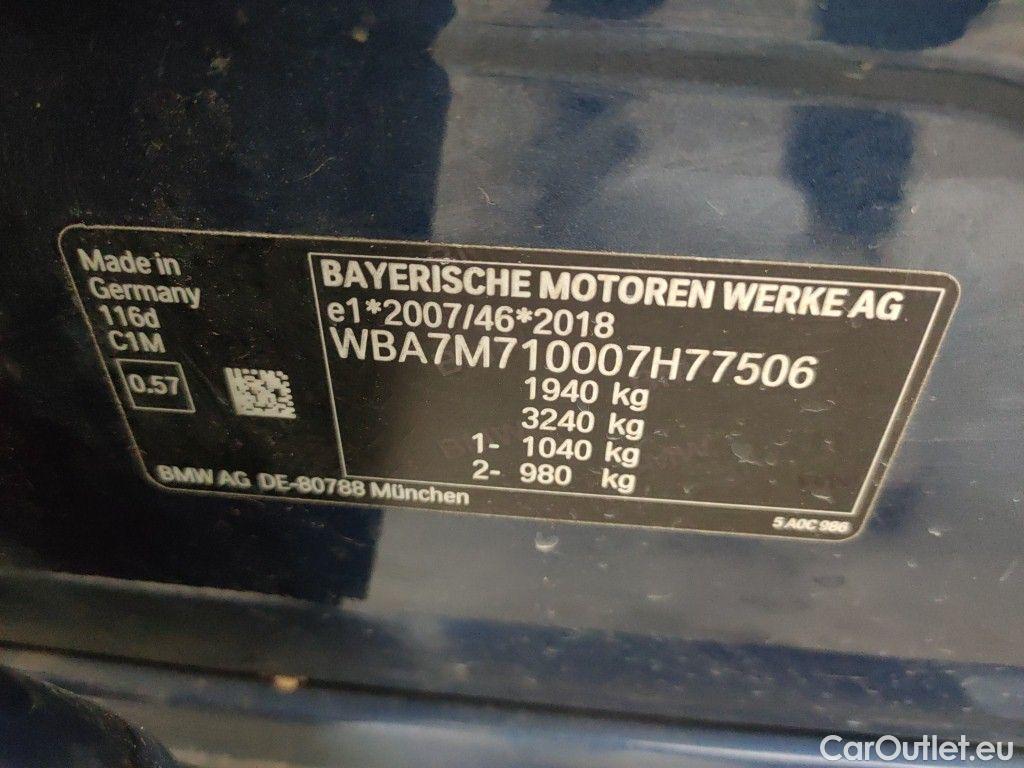 Made in
Germany
116d
C1M
0.57
BAYERISCHE MOTOREN WERKE AG
e1*2007/46*2018
WBA7M710007H77506
1940 kg
3240 kg
1- 1040 kg
2- 980 kg
BMW AG DE-80788 München
5 A0C 986
CarOutlet.eu